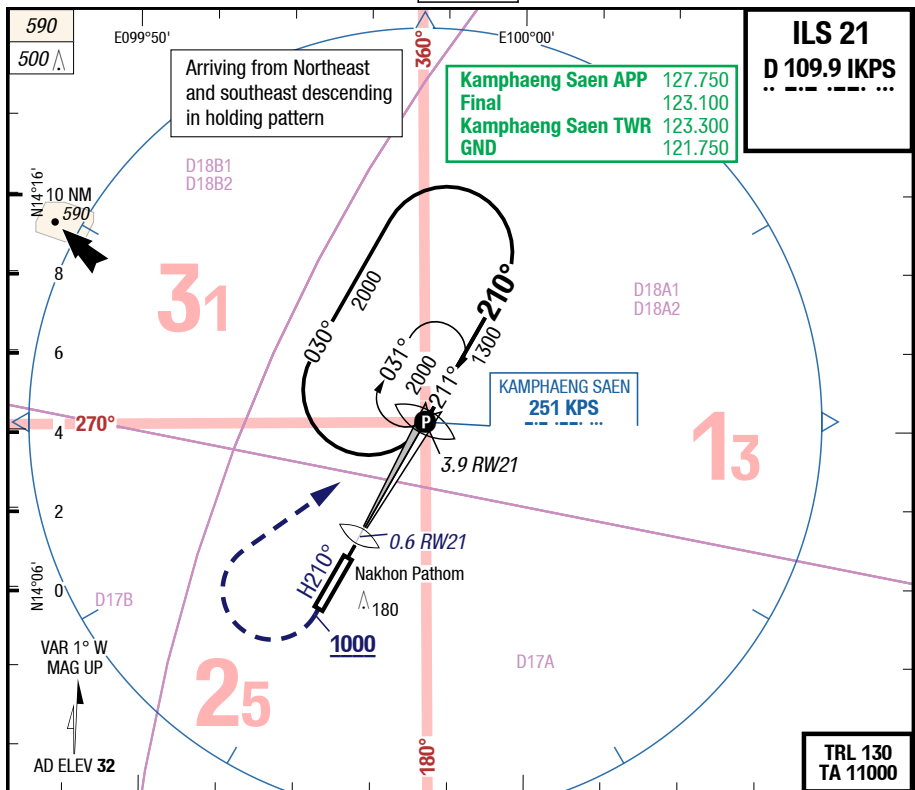 590
500
E099°50'
E100°00'
ILS 21
D 109.9 IKPS
Arriving from Northeast
and southeast descending
in holding pattern
360°
Kamphaeng Saen APP 127.750
Final 123.100
Kamphaeng Saen TWR 123.300
GND 121.750
D18B1
D18B2
N14°16'
10 NM
590
8
31
2000
210°
D18A1
D18A2
030°
6
031°
2000
1300
211°
KAMPHAENG SAEN
251 KPS
270°
4
P
13
3.9 RW21
2
0.6 RW21
H210°
Nakhon Pathom
N14°06'
0
D17B
180
1000
VAR 1° W
MAG UP
25
D17A
180°
AD ELEV 32
TRL 130
TA 11000